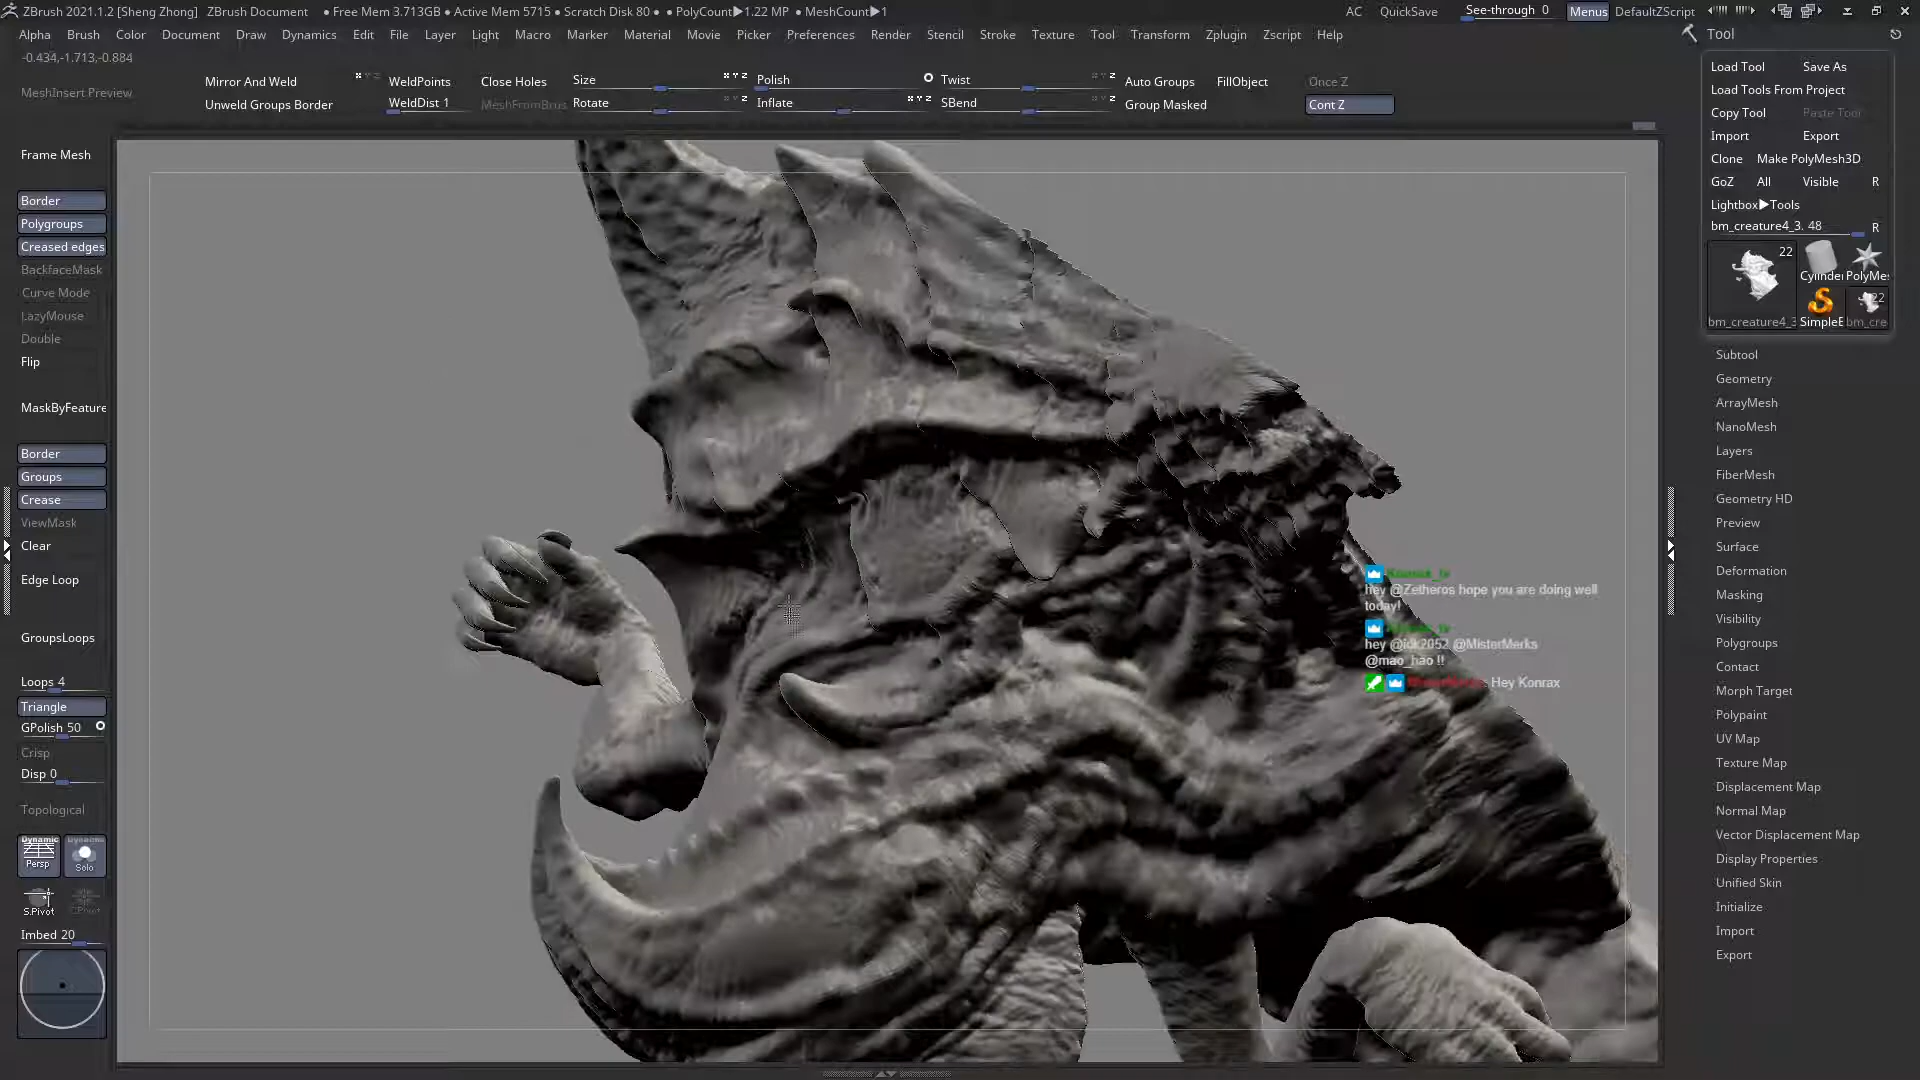 ZBrush 2021.1.2 [Sheng Zhong] ZBrush Document • Free Mem 3.713GB • Active Mem 5715 • Scratch Disk 80 • • PolyCount▶1.22 MP • MeshCount▶1 AC QuickSave See-through 0 Menus DefaultZScript
Alpha Brush Color Document Draw Dynamics Edit File Layer Light Macro Marker Material Movie Picker Preferences Render Stencil Stroke Texture Tool Transform Zplugin Zscript Help
-0.434,-1.713,-0.884
MeshInsert Preview
Mirror And Weld WeldPoints Close Holes Size Polish Twist Auto Groups FillObject Once Z
Unweld Groups Border WeldDist 1 MeshFromBrus Rotate Inflate SBend Group Masked Cont Z
Frame Mesh
Border
Polygroups
Creased edges
BackfaceMask
Curve Mode
LazyMouse
Double
Flip
MaskByFeature
Border
Groups
Crease
ViewMask
Clear
Edge Loop
GroupsLoops
Loops 4
Triangle
GPolish 50
Crisp
Disp 0
Topological
Dynamic
Persp Solo
S.Pivot
Imbed 20
hey @Zetheros hope you are doing well
today!
hey @idk2052 @MisterMerks
@mao_hao !!
Hey Konrax
Tool
Load Tool Save As
Load Tools From Project
Copy Tool Paste Tool
Import Export
Clone Make PolyMesh3D
GoZ All Visible R
Lightbox▶Tools
bm_creature4_3. 48 R
22
Cylinder PolyMes
22
bm_creature4_3 SimpleE bm_cre
Subtool
Geometry
ArrayMesh
NanoMesh
Layers
FiberMesh
Geometry HD
Preview
Surface
Deformation
Masking
Visibility
Polygroups
Contact
Morph Target
Polypaint
UV Map
Texture Map
Displacement Map
Normal Map
Vector Displacement Map
Display Properties
Unified Skin
Initialize
Import
Export